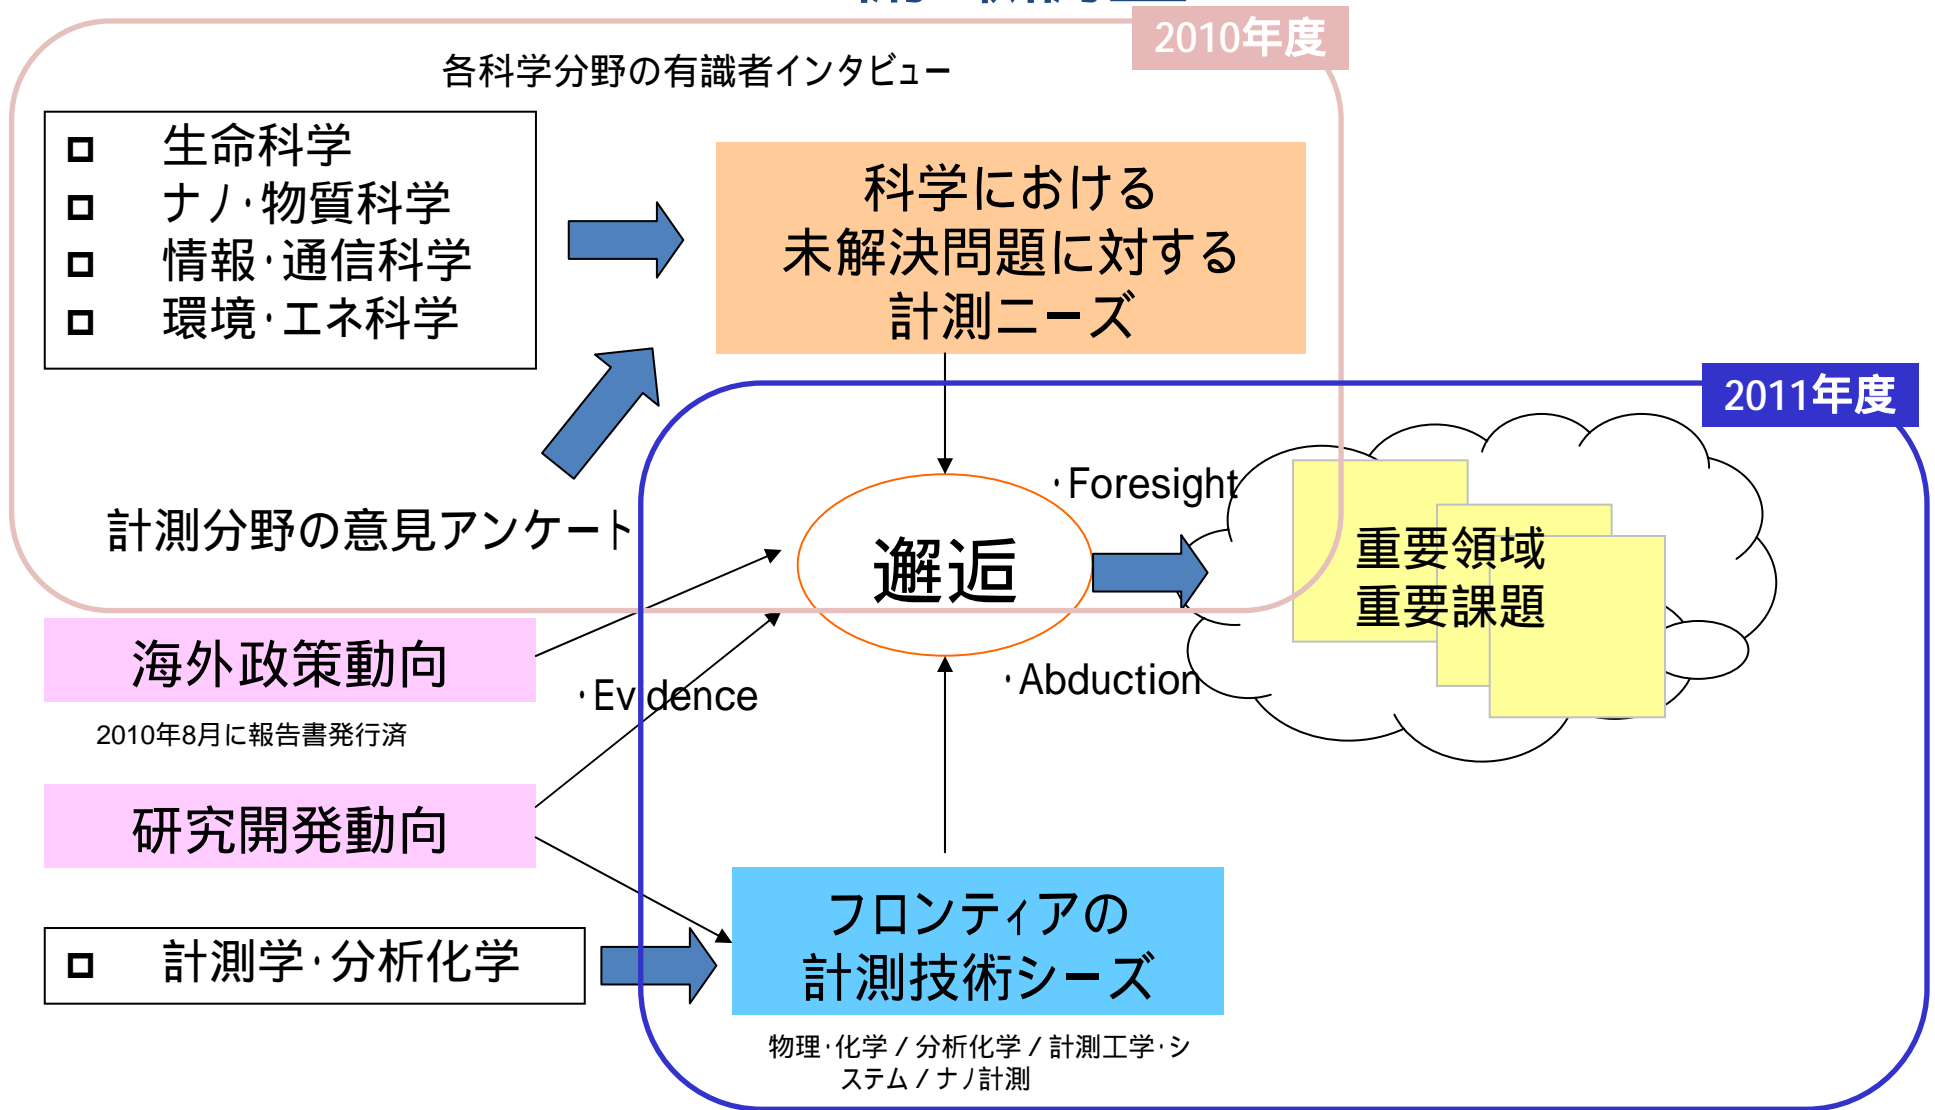 2010年度
各科学分野の有識者インタビュー
生命科学
ナノ・物質科学
情報・通信科学
環境・エネ科学
科学における
未解決問題に対する
計測ニーズ
2011年度
計測分野の意見アンケート
・Foresight
邂逅
重要領域
重要課題
海外政策動向
・Evidence
・Abduction
2010年8月に報告書発行済
研究開発動向
フロンティアの
計測技術シーズ
計測学・分析化学
物理・化学 / 分析化学 / 計測工学・シ
ステム / ナノ計測